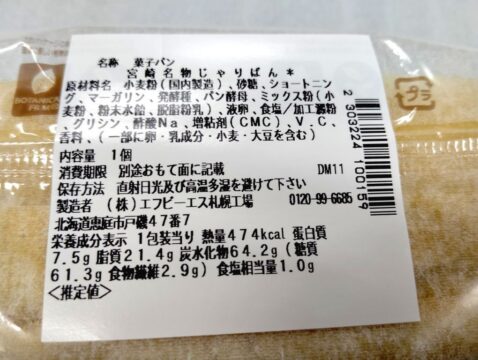 名称 菓子パン
宮崎名物じゃりぱん*
原材料名 小麦粉(国内製造)、砂糖、ショートニン
グ、マーガリン、発酵種、パン酵母、ミックス粉(小
麦粉、粉末水飴、脱脂粉乳)、液卵、食塩/加工澱粉
、グリシン、酢酸Na、増粘剤(CMC)、V.C、
香料、(一部に卵・乳成分・小麦・大豆を含む)
内容量 1個
消費期限 別途おもて面に記載 DM11
保存方法 直射日光及び高温多湿を避けて下さい
製造者 (株)エフビーエス札幌工場 0120-99-6685
北海道恵庭市戸磯47番7
栄養成分表示 1包装当り 熱量474kcal 蛋白質
7.5g 脂質21.4g 炭水化物64.2g(糖質
61.3g 食物繊維2.9g) 食塩相当量1.0g
<推定値>
2 303224 100159
プラ
BOTANICAL
FILM